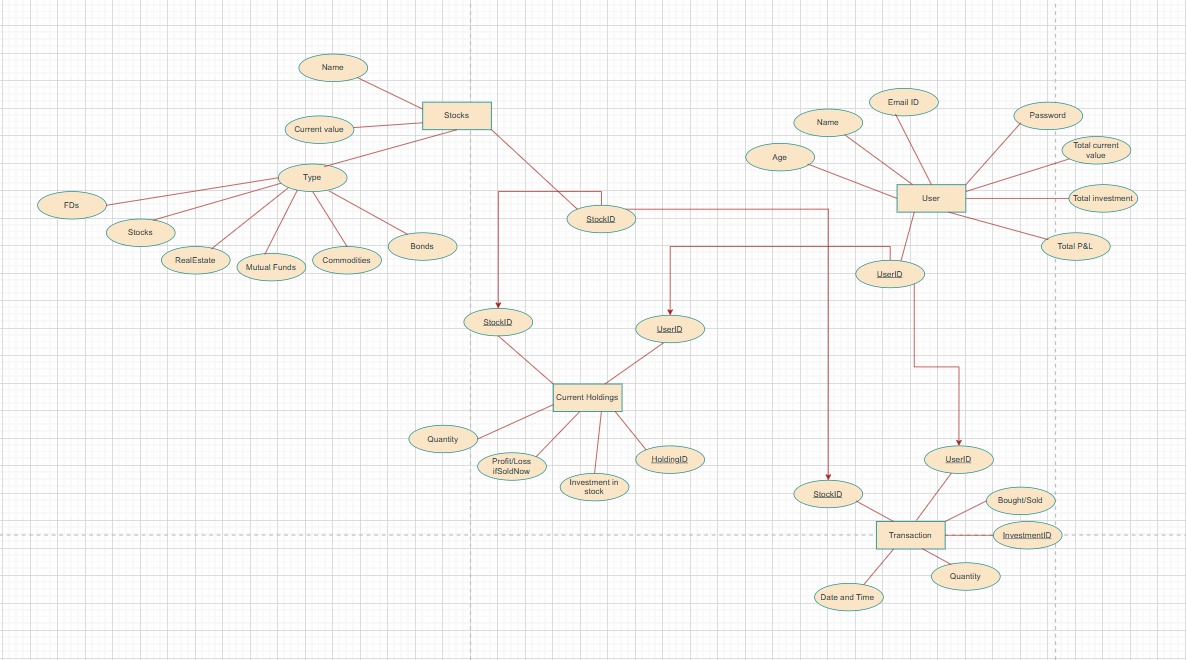 Name
Stocks
Current value
Type
FDs
Stocks
RealEstate
Mutual Funds
Commodities
Bonds
StockID
Email ID
Name
Age
Password
Total current
value
User
Total investment
Total P&L
UserID
StockID
UserID
Current Holdings
Quantity
Profit/Loss
ifSoldNow
Investment in
stock
HoldingID
UserID
StockID
Bought/Sold
Transaction
InvestmentID
Quantity
Date and Time